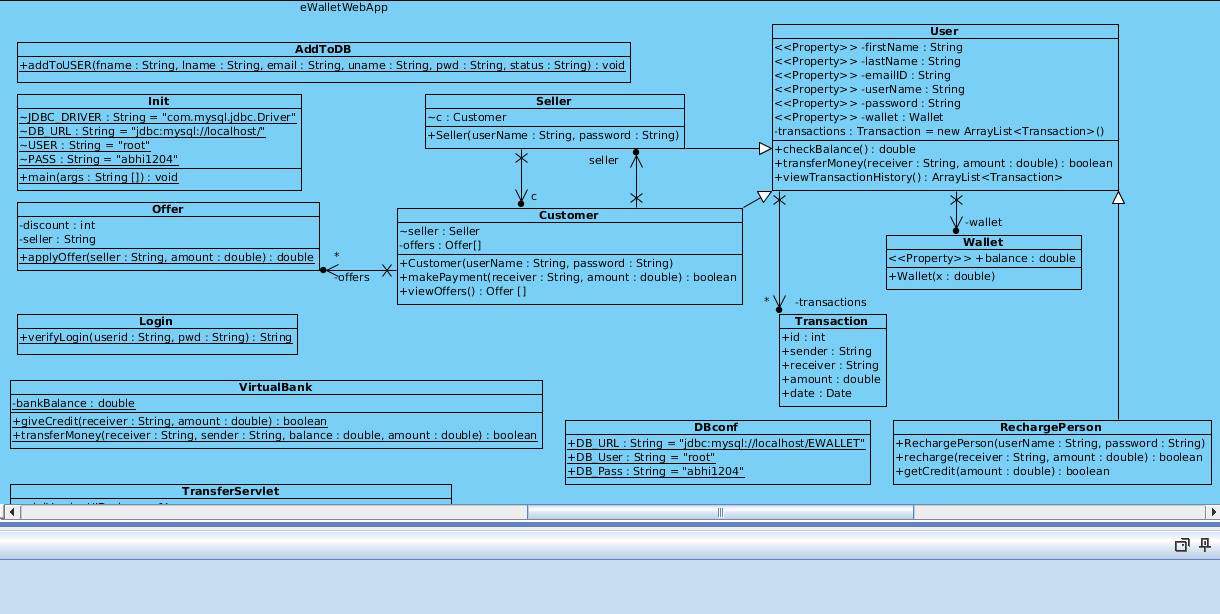 eWalletWebApp
AddToDB
+addToUSER(fname : String, lname : String, email : String, uname : String, pwd : String, status : String) : void
User
<<Property>> -firstName : String
<<Property>> -lastName : String
<<Property>> -emailID : String
<<Property>> -userName : String
<<Property>> -password : String
<<Property>> -wallet : Wallet
-transactions : Transaction = new ArrayList<Transaction>()
+checkBalance() : double
+transferMoney(receiver : String, amount : double) : boolean
+viewTransactionHistory() : ArrayList<Transaction>
Init
~JDBC_DRIVER : String = "com.mysql.jdbc.Driver"
~DB_URL : String = "jdbc:mysql://localhost/"
~USER : String = "root"
~PASS : String = "abhi1204"
+main(args : String []) : void
Seller
~c : Customer
+Seller(userName : String, password : String)
seller
c
Offer
-discount : int
-seller : String
+applyOffer(seller : String, amount : double) : double
*
-offers
Customer
~seller : Seller
-offers : Offer[]
+Customer(userName : String, password : String)
+makePayment(receiver : String, amount : double) : boolean
+viewOffers() : Offer []
-wallet
Wallet
<<Property>> +balance : double
+Wallet(x : double)
* -transactions
Transaction
+id : int
+sender : String
+receiver : String
+amount : double
+date : Date
Login
+verifyLogin(userid : String, pwd : String) : String
VirtualBank
-bankBalance : double
+giveCredit(receiver : String, amount : double) : boolean
+transferMoney(receiver : String, sender : String, balance : double, amount : double) : boolean
DBconf
+DB_URL : String = "jdbc:mysql://localhost/EWALLET"
+DB_User : String = "root"
+DB_Pass : String = "abhi1204"
RechargePerson
+RechargePerson(userName : String, password : String)
+recharge(receiver : String, amount : double) : boolean
+getCredit(amount : double) : boolean
TransferServlet